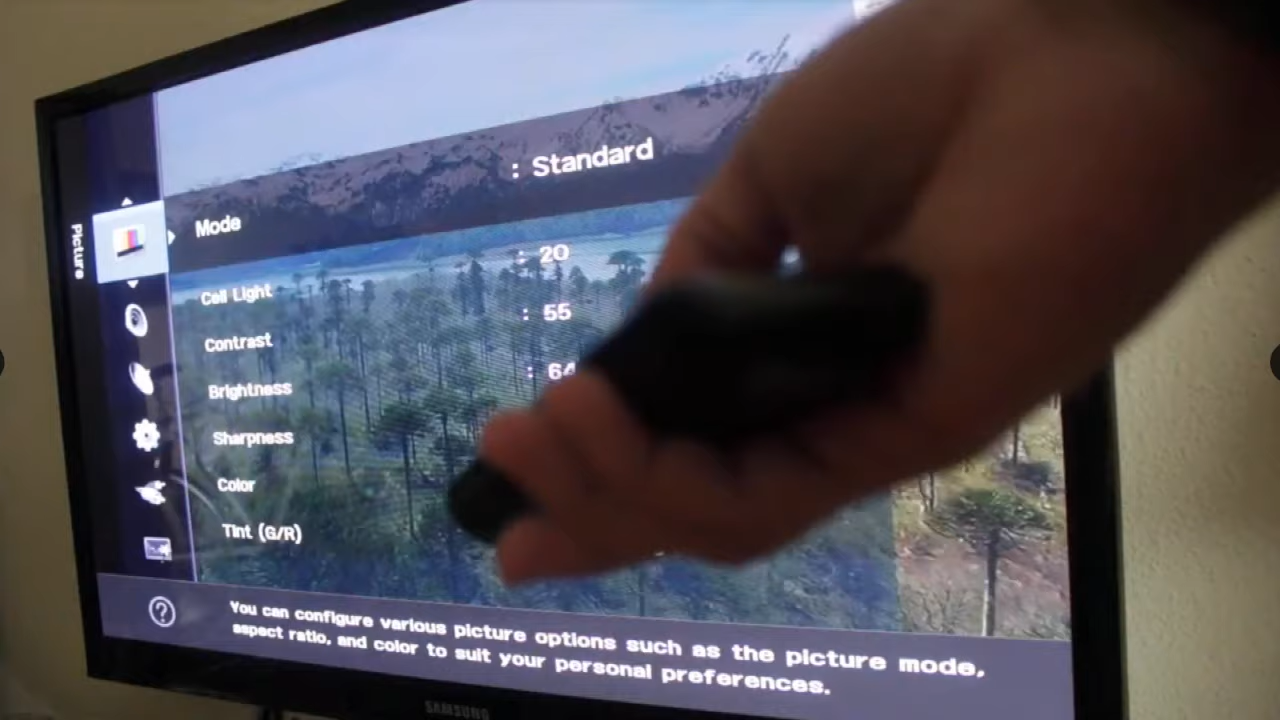 Picture
Mode : Standard
Cell Light : 20
Contrast : 55
Brightness : 64
Sharpness
Color
Tint (G/R)
?
You can configure various picture options such as the picture mode,
aspect ratio, and color to suit your personal preferences.
SAMSUNG